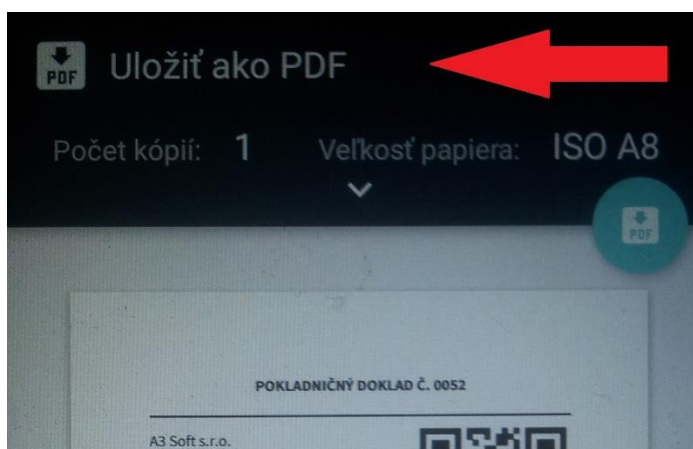 PDF Uložiť ako PDF
Počet kópií: 1 Veľkosť papiera: ISO A8
PDF
POKLADNIČNÝ DOKLAD Č. 0052
A3 Soft s.r.o.